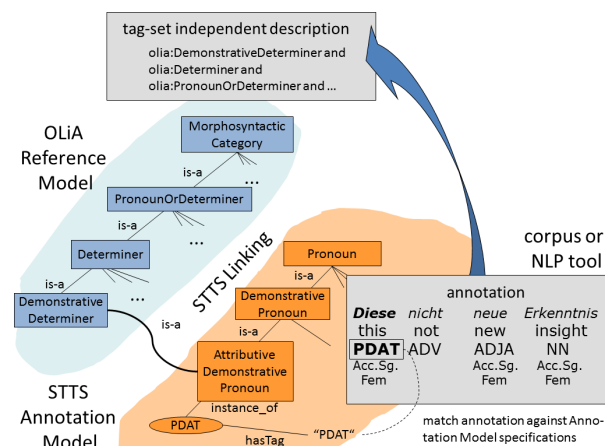 tag-set independent description
olia:DemonstrativeDeterminer and
olia:Determiner and
olia:PronounOrDeterminer and ...
OLiA
Reference
Model
Morphosyntactic
Category
is-a
...
PronounOrDeterminer
is-a
...
Determiner
is-a
...
Demonstrative
Determiner
is-a
STTS Linking
Pronoun
is-a
Demonstrative
Pronoun
is-a
Attributive
Demonstrative
Pronoun
instance_of
PDAT
hasTag
"PDAT"
STTS
Annotation
Model
corpus or
NLP tool
annotation
Diese nicht neue Erkenntnis
this not new insight
PDAT ADV ADJA NN
Acc.Sg. Acc.Sg. Acc.Sg.
Fem Fem Fem
match annotation against Anno-
tation Model specifications